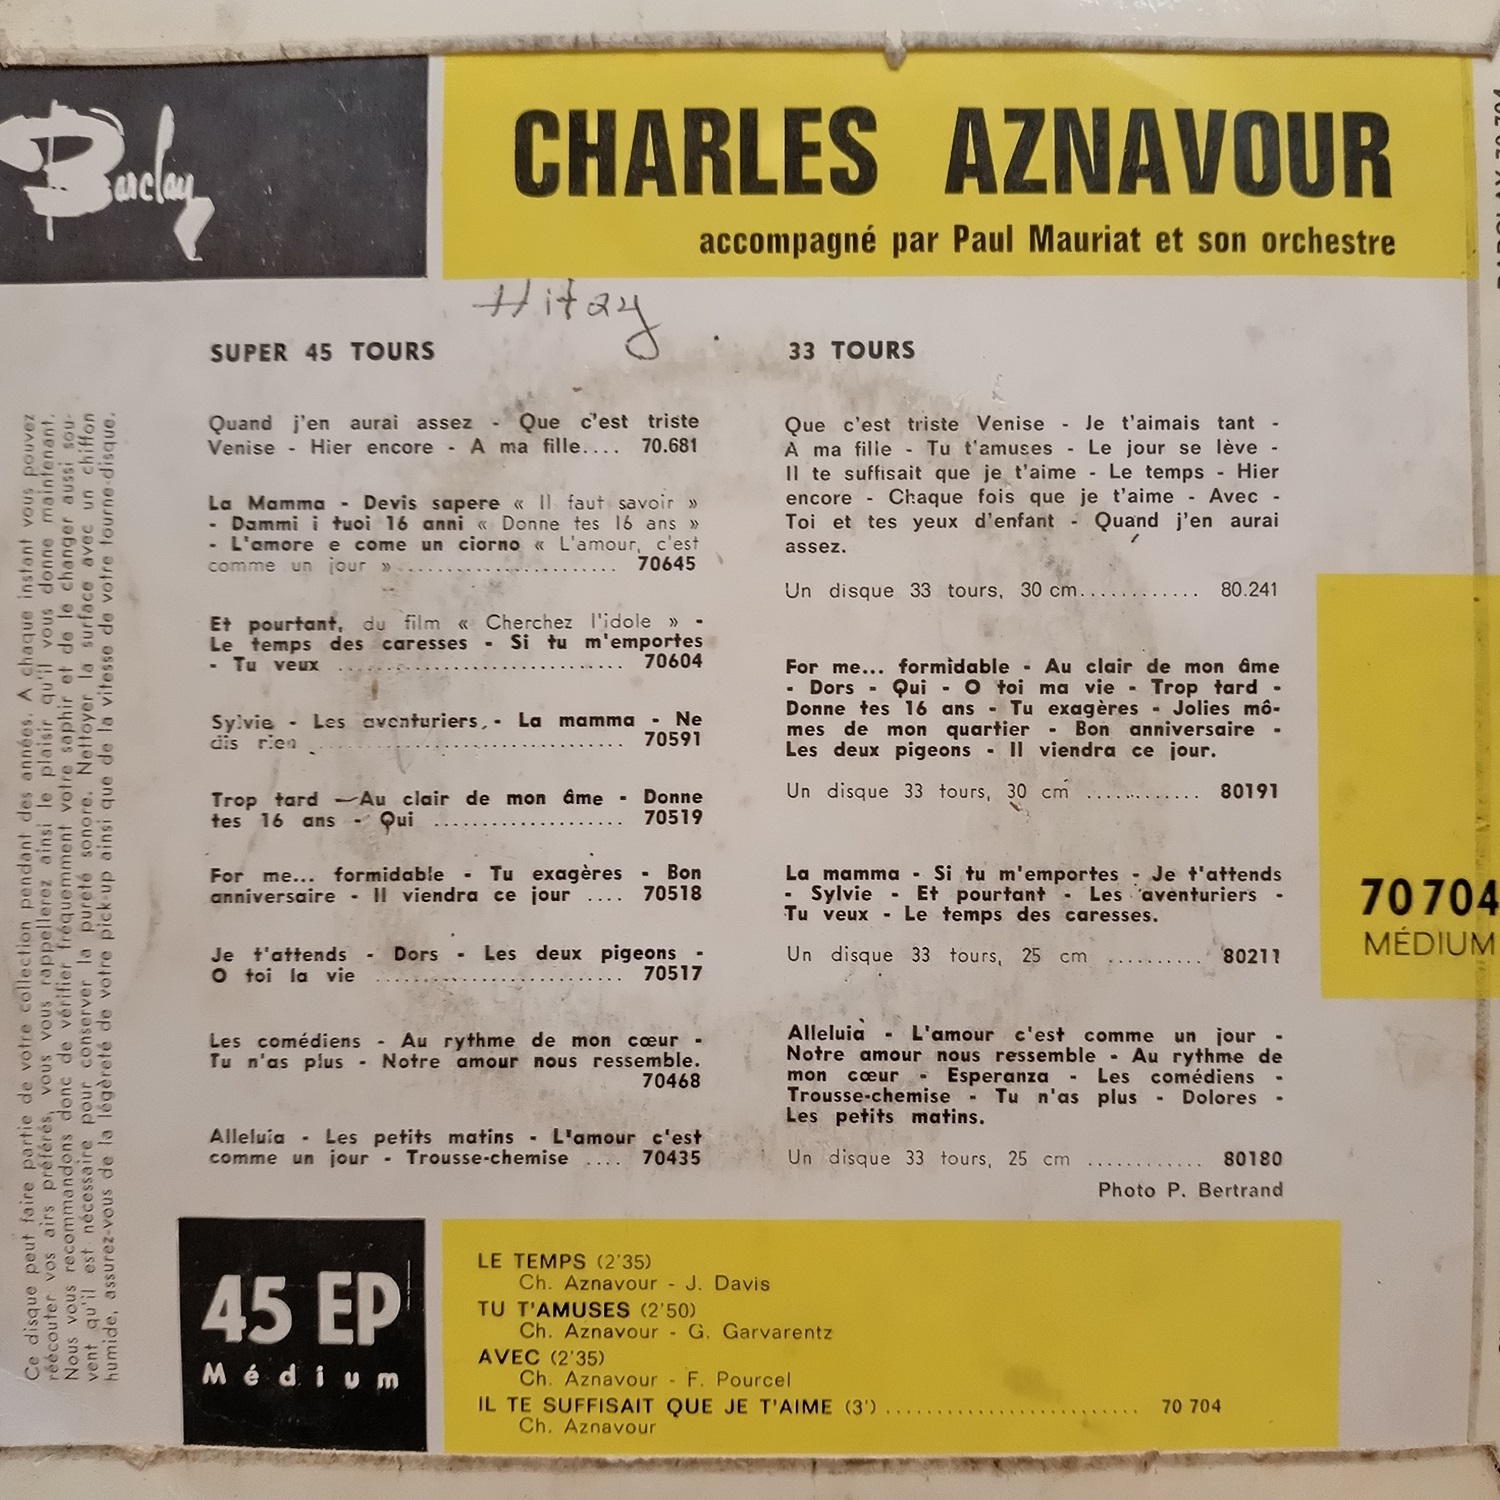 Barclay
CHARLES AZNAVOUR
accompagné par Paul Mauriat et son orchestre
Hitay
SUPER 45 TOURS
Quand j'en aurai assez - Que c'est triste
Venise - Hier encore - A ma fille.... 70.681
La Mamma - Devis sapere « Il faut savoir »
- Dammi i tuoi 16 anni « Donne tes 16 ans »
- L'amore e come un ciorno « L'amour, c'est
comme un jour » ..................... 70645
Et pourtant, du film « Cherchez l'idole » -
Le temps des caresses - Si tu m'emportes
- Tu veux ............................ 70604
Sylvie - Les aventuriers, - La mamma - Ne
dis rien .............................. 70591
Trop tard - Au clair de mon âme - Donne
tes 16 ans - Qui .................. 70519
For me... formidable - Tu exagères - Bon
anniversaire - Il viendra ce jour .... 70518
Je t'attends - Dors - Les deux pigeons -
O toi la vie ........................ 70517
Les comédiens - Au rythme de mon cœur -
Tu n'as plus - Notre amour nous ressemble.
70468
Alleluia - Les petits matins - L'amour c'est
comme un jour - Trousse-chemise .... 70435
33 TOURS
Que c'est triste Venise - Je t'aimais tant -
A ma fille - Tu t'amuses - Le jour se lève -
Il te suffisait que je t'aime - Le temps - Hier
encore - Chaque fois que je t'aime - Avec -
Toi et tes yeux d'enfant - Quand j'en aurai
assez.
Un disque 33 tours, 30 cm............ 80.241
For me... formidable - Au clair de mon âme
- Dors - Qui - O toi ma vie - Trop tard -
Donne tes 16 ans - Tu exagères - Jolies mô-
mes de mon quartier - Bon anniversaire -
Les deux pigeons - Il viendra ce jour.
Un disque 33 tours, 30 cm ............ 80191
La mamma - Si tu m'emportes - Je t'attends
- Sylvie - Et pourtant - Les aventuriers -
Tu veux - Le temps des caresses.
Un disque 33 tours, 25 cm .......... 80211
Alleluia - L'amour c'est comme un jour -
Notre amour nous ressemble - Au rythme de
mon cœur - Esperanza - Les comédiens -
Trousse-chemise - Tu n'as plus - Dolores -
Les petits matins.
Un disque 33 tours, 25 cm ............ 80180
Photo P. Bertrand
70 704
MÉDIUM
45 EP
Médium
LE TEMPS (2'35)
Ch. Aznavour - J. Davis
TU T'AMUSES (2'50)
Ch. Aznavour - G. Garvarentz
AVEC (2'35)
Ch. Aznavour - F. Pourcel
IL TE SUFFISAIT QUE JE T'AIME (3') ........................ 70 704
Ch. Aznavour
Ce disque peut faire partie de votre collection pendant des années. A chaque instant vous pouvez
réécouter vos airs préférés, vous vous rappellerez ainsi le plaisir qu'il vous donne maintenant.
Nous vous recommandons donc de vérifier fréquemment votre saphir et de le changer aussi sou-
vent qu'il est nécessaire pour conserver la pureté sonore. Nettoyer la surface avec un chiffon
humide, assurez-vous de la légèreté de votre pick-up ainsi que de la vitesse de votre tourne-disque.